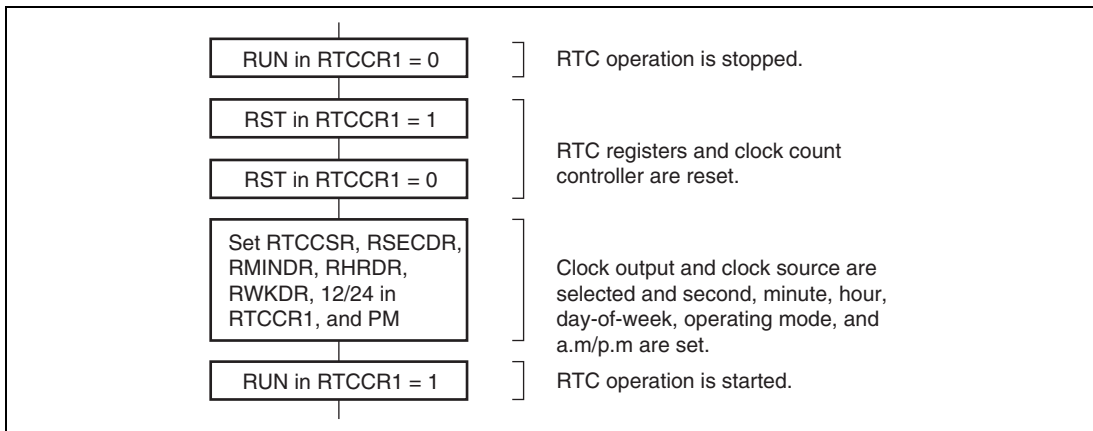 RUN in RTCCR1 = 0
RTC operation is stopped.
RST in RTCCR1 = 1
RST in RTCCR1 = 0
RTC registers and clock count
controller are reset.
Set RTCCSR, RSECDR,
RMINDR, RHRDR,
RWKDR, 12/24 in
RTCCR1, and PM
Clock output and clock source are
selected and second, minute, hour,
day-of-week, operating mode, and
a.m/p.m are set.
RUN in RTCCR1 = 1
RTC operation is started.